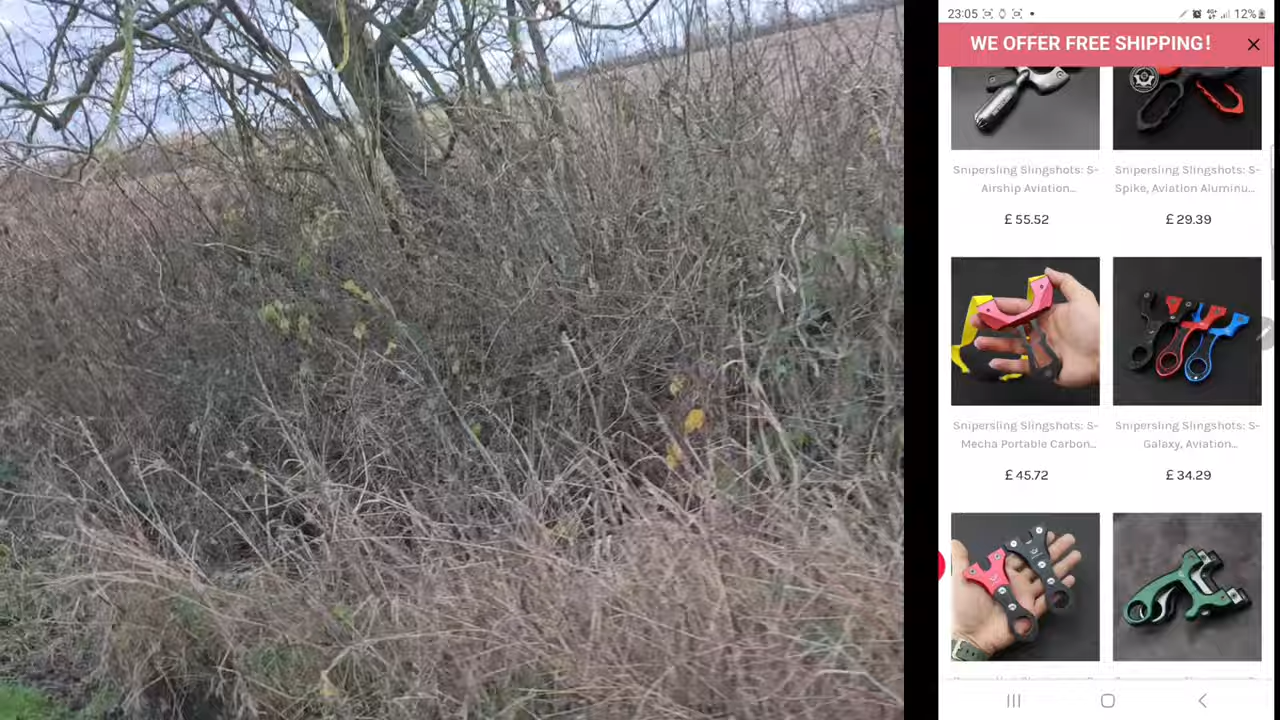 23:05
12%
WE OFFER FREE SHIPPING!
Snipersling Slingshots: S-
Airship Aviation...
£ 55.52
Snipersling Slingshots: S-
Spike, Aviation Aluminu...
£ 29.39
Snipersling Slingshots: S-
Mecha Portable Carbon...
£ 45.72
Snipersling Slingshots: S-
Galaxy, Aviation...
£ 34.29